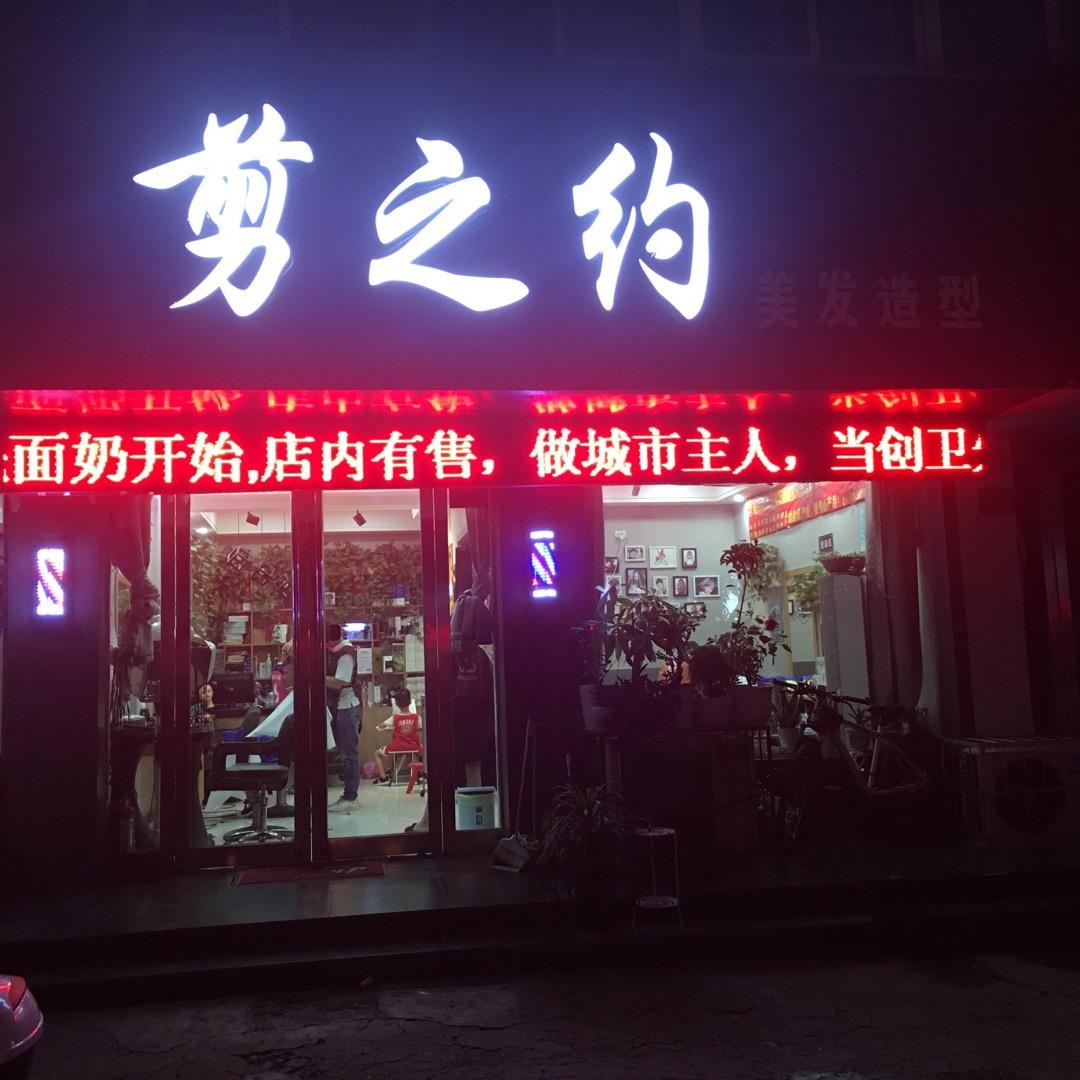 剪之约
美发造型
面奶开始,店内有售，做城市主人，当创卫